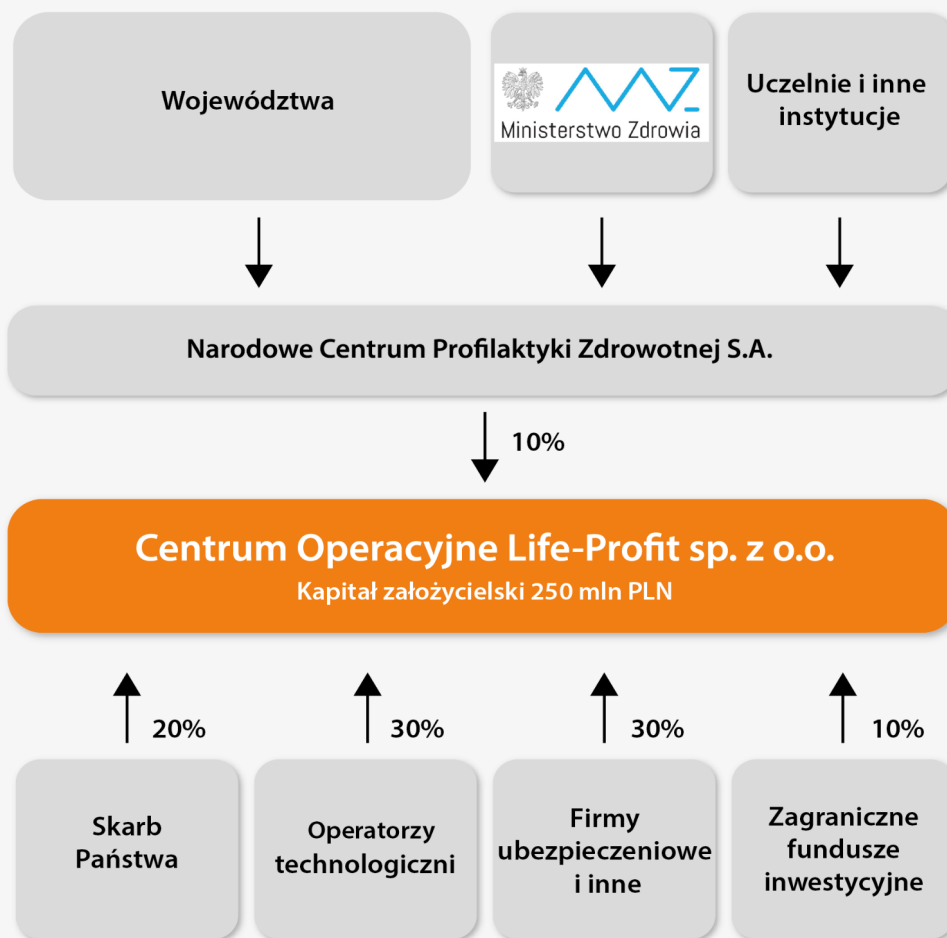 Województwa
Ministerstwo Zdrowia
Uczelnie i inne
instytucje
Narodowe Centrum Profilaktyki Zdrowotnej S.A.
10%
Centrum Operacyjne Life-Profit sp. z o.o.
Kapitał założycielski 250 mln PLN
20%
30%
30%
10%
Skarb
Państwa
Operatorzy
technologiczni
Firmy
ubezpieczeniowe
i inne
Zagraniczne
fundusze
inwestycyjne